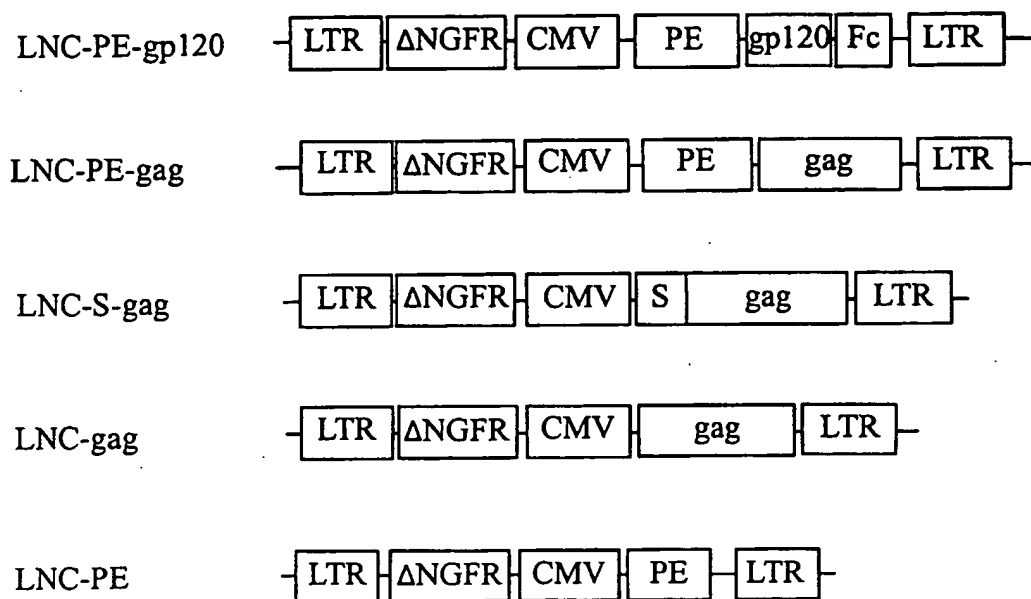 LNC-PE-gp120 LTR ΔNGFR CMV PE gp120 Fc LTR
LNC-PE-gag LTR ΔNGFR CMV PE gag LTR
LNC-S-gag LTR ΔNGFR CMV S gag LTR
LNC-gag LTR ΔNGFR CMV gag LTR
LNC-PE LTR ΔNGFR CMV PE LTR